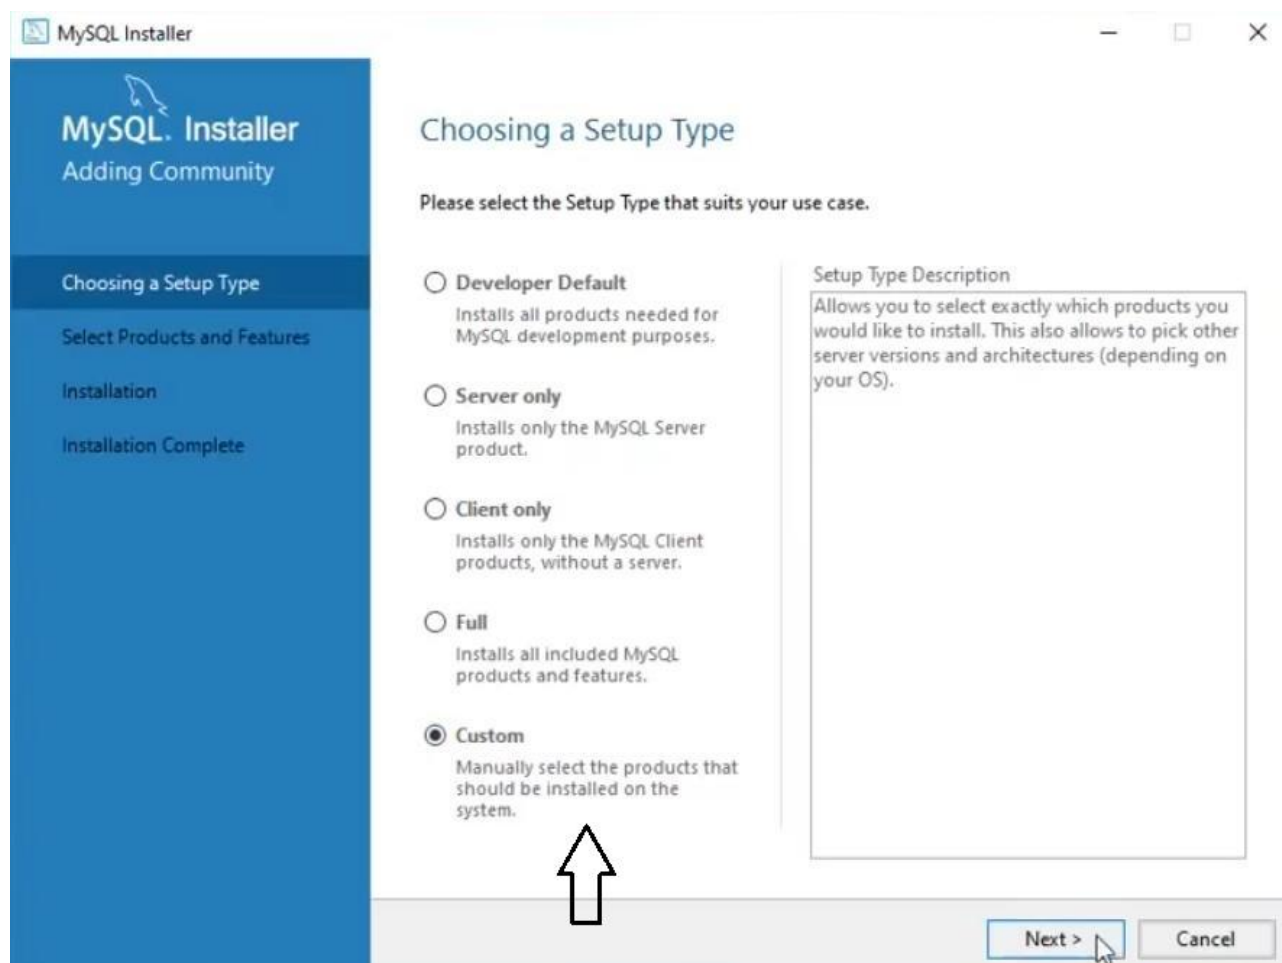 MySQL Installer
MySQL. Installer
Adding Community
Choosing a Setup Type
Select Products and Features
Installation
Installation Complete
Choosing a Setup Type
Please select the Setup Type that suits your use case.
Developer Default
Installs all products needed for
MySQL development purposes.
Server only
Installs only the MySQL Server
product.
Client only
Installs only the MySQL Client
products, without a server.
Full
Installs all included MySQL
products and features.
Custom
Manually select the products that
should be installed on the
system.
Setup Type Description
Allows you to select exactly which products you
would like to install. This also allows to pick other
server versions and architectures (depending on
your OS).
Next >
Cancel